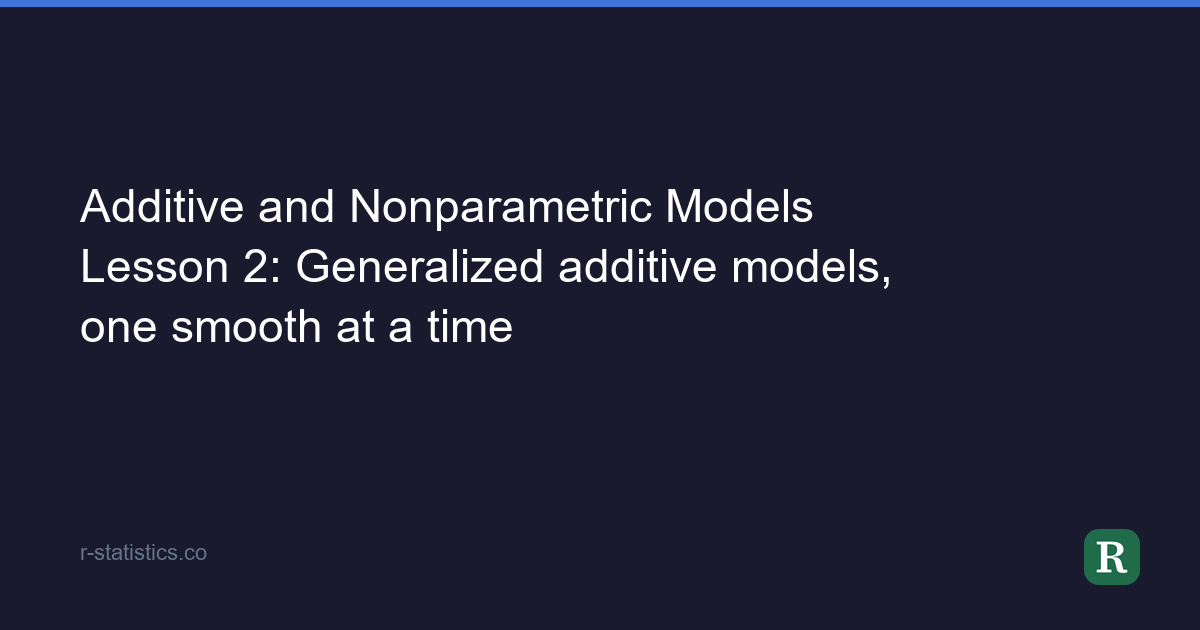 Additive and Nonparametric Models
Lesson 2: Generalized additive models,
one smooth at a time
r-statistics.co
R